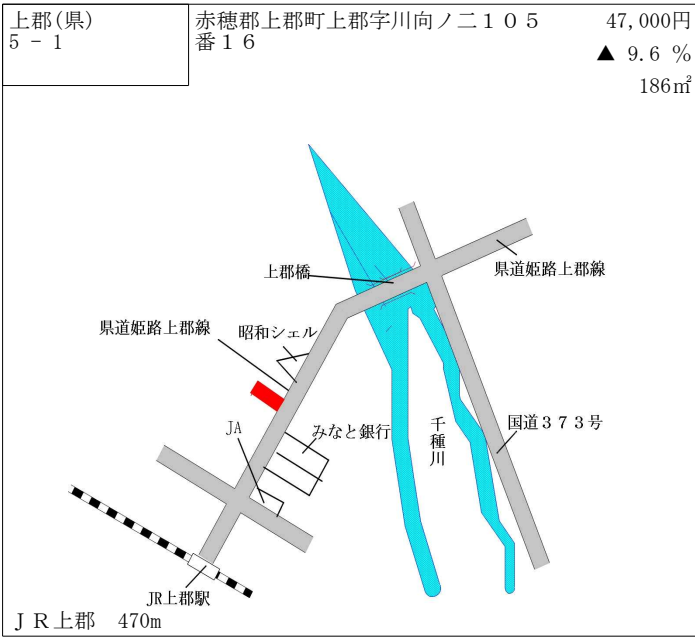 上郡(県)
5 - 1
赤穂郡上郡町上郡字川向ノ二１０５
番１６
47,000円
▲ 9.6 %
186㎡
上郡橋
県道姫路上郡線
県道姫路上郡線
昭和シェル
JA
みなと銀行
千種川
国道３７３号
JR上郡駅
ＪＲ上郡 470m